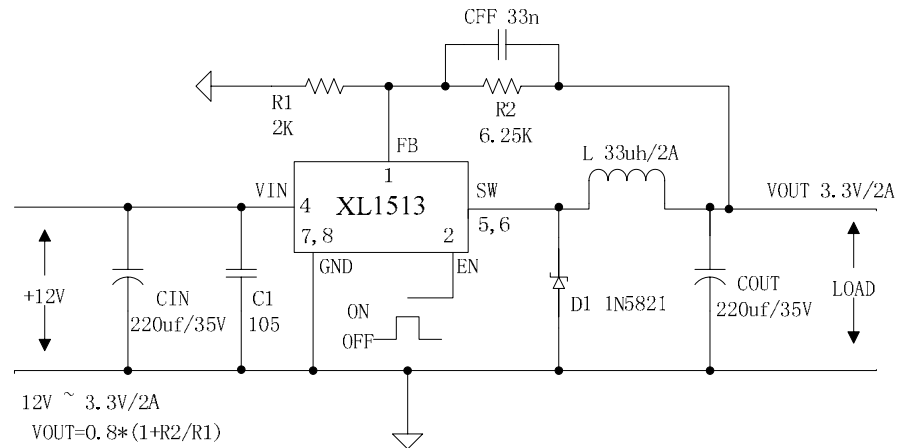 CFF 33n
R1
2K
R2
6.25K
FB
L 33uh/2A
VIN
1
SW
VOUT 3.3V/2A
4
XL1513
5,6
7,8
2
GND
EN
+12V
CIN
220uf/35V
C1
105
ON
OFF
D1 1N5821
COUT
220uf/35V
LOAD
12V ~ 3.3V/2A
VOUT=0.8*(1+R2/R1)